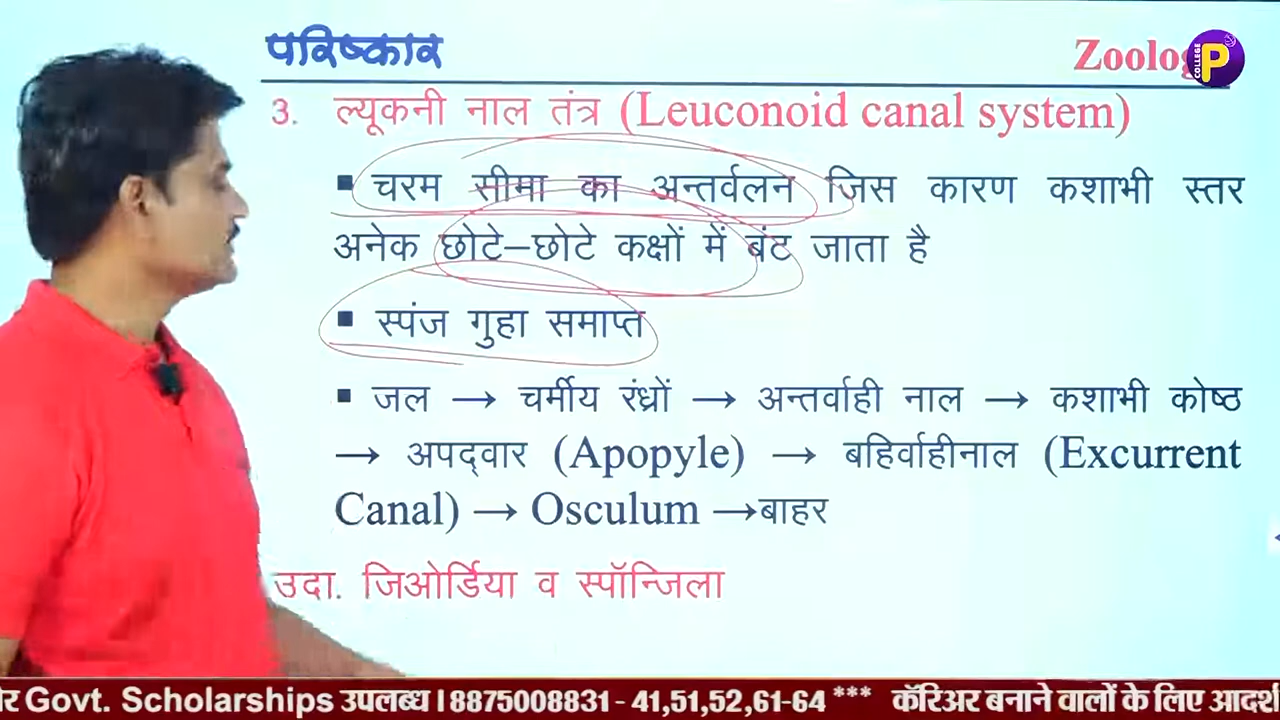 परिष्कार
Zoolog
COLLEGE P
3. ल्यूकनी नाल तंत्र (Leuconoid canal system)
▪ चरम सीमा का अन्तर्वलन जिस कारण कशाभी स्तर
अनेक छोटे–छोटे कक्षों में बंट जाता है
▪ स्पंज गुहा समाप्त
▪ जल → चर्मीय रंध्रों → अन्तर्वाही नाल → कशाभी कोष्ठ
→ अपद्वार (Apopyle) → बहिर्वाहीनाल (Excurrent
Canal) → Osculum →बाहर
उदा. जिओर्डिया व स्पॉन्जिला
Govt. Scholarships उपलब्ध । 8875008831 - 41,51,52,61-64 *** कॅरिअर बनाने वालों के लिए